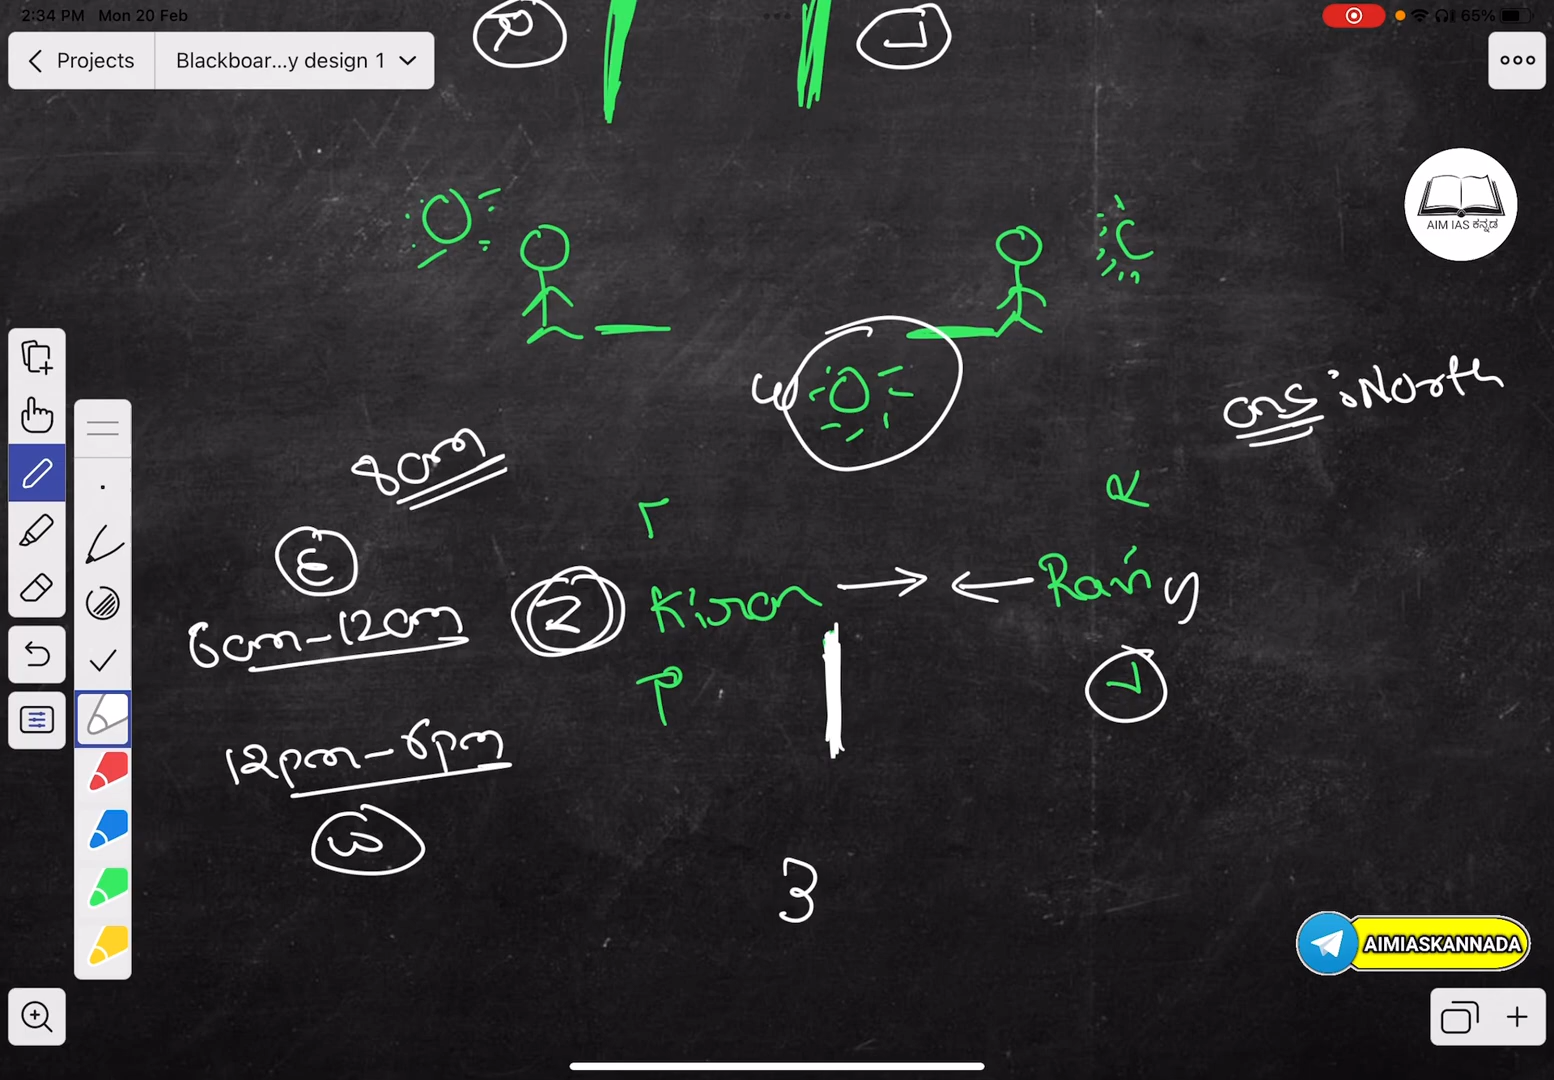 2:34 PM Mon 20 Feb
65%
Projects
Blackboar...y design 1
AIM IAS ಕನ್ನಡ
ans : North
8am
E
6am - 12am
2
Kiran
Ravi
12pm - 6pm
W
3
AIMIASKANNADA